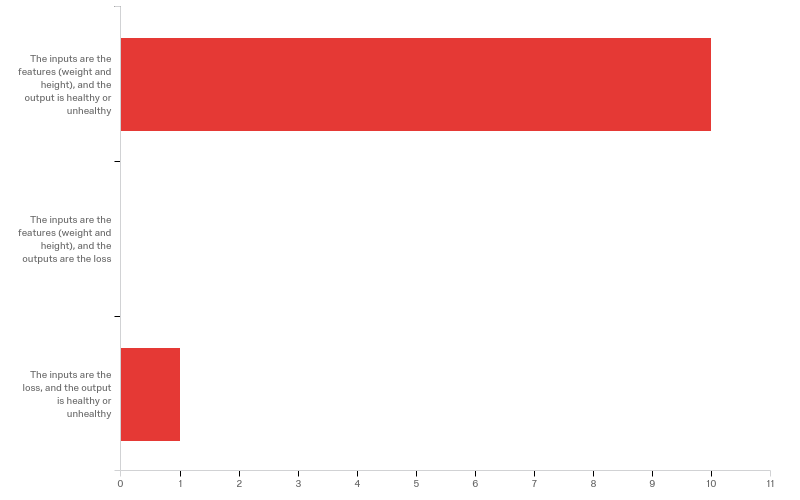 The inputs are the
features (weight and
height), and the
output is healthy or
unhealthy
The inputs are the
features (weight and
height), and the
outputs are the loss
The inputs are the
loss, and the output
is healthy or
unhealthy
0 1 2 3 4 5 6 7 8 9 10 11